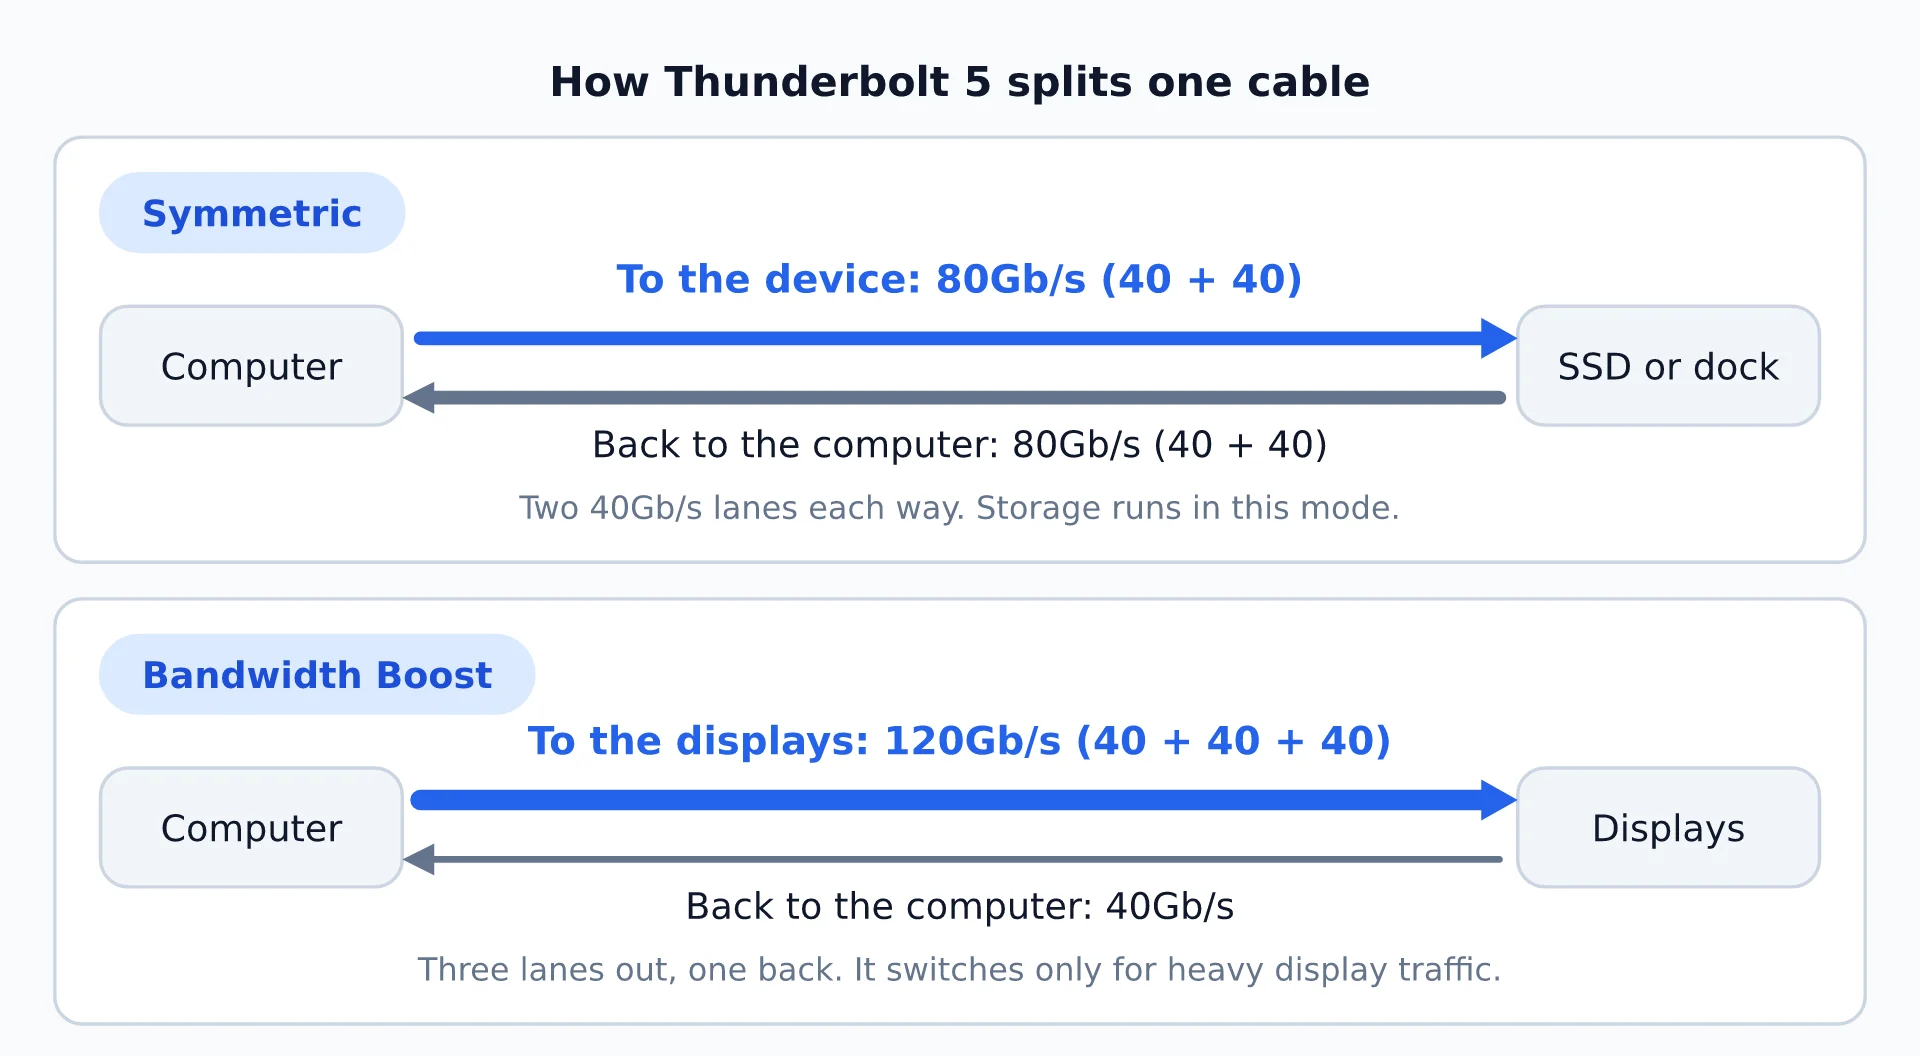 How Thunderbolt 5 splits one cable
Symmetric
To the device: 80Gb/s (40 + 40)
Computer
SSD or dock
Back to the computer: 80Gb/s (40 + 40)
Two 40Gb/s lanes each way. Storage runs in this mode.
Bandwidth Boost
To the displays: 120Gb/s (40 + 40 + 40)
Computer
Displays
Back to the computer: 40Gb/s
Three lanes out, one back. It switches only for heavy display traffic.